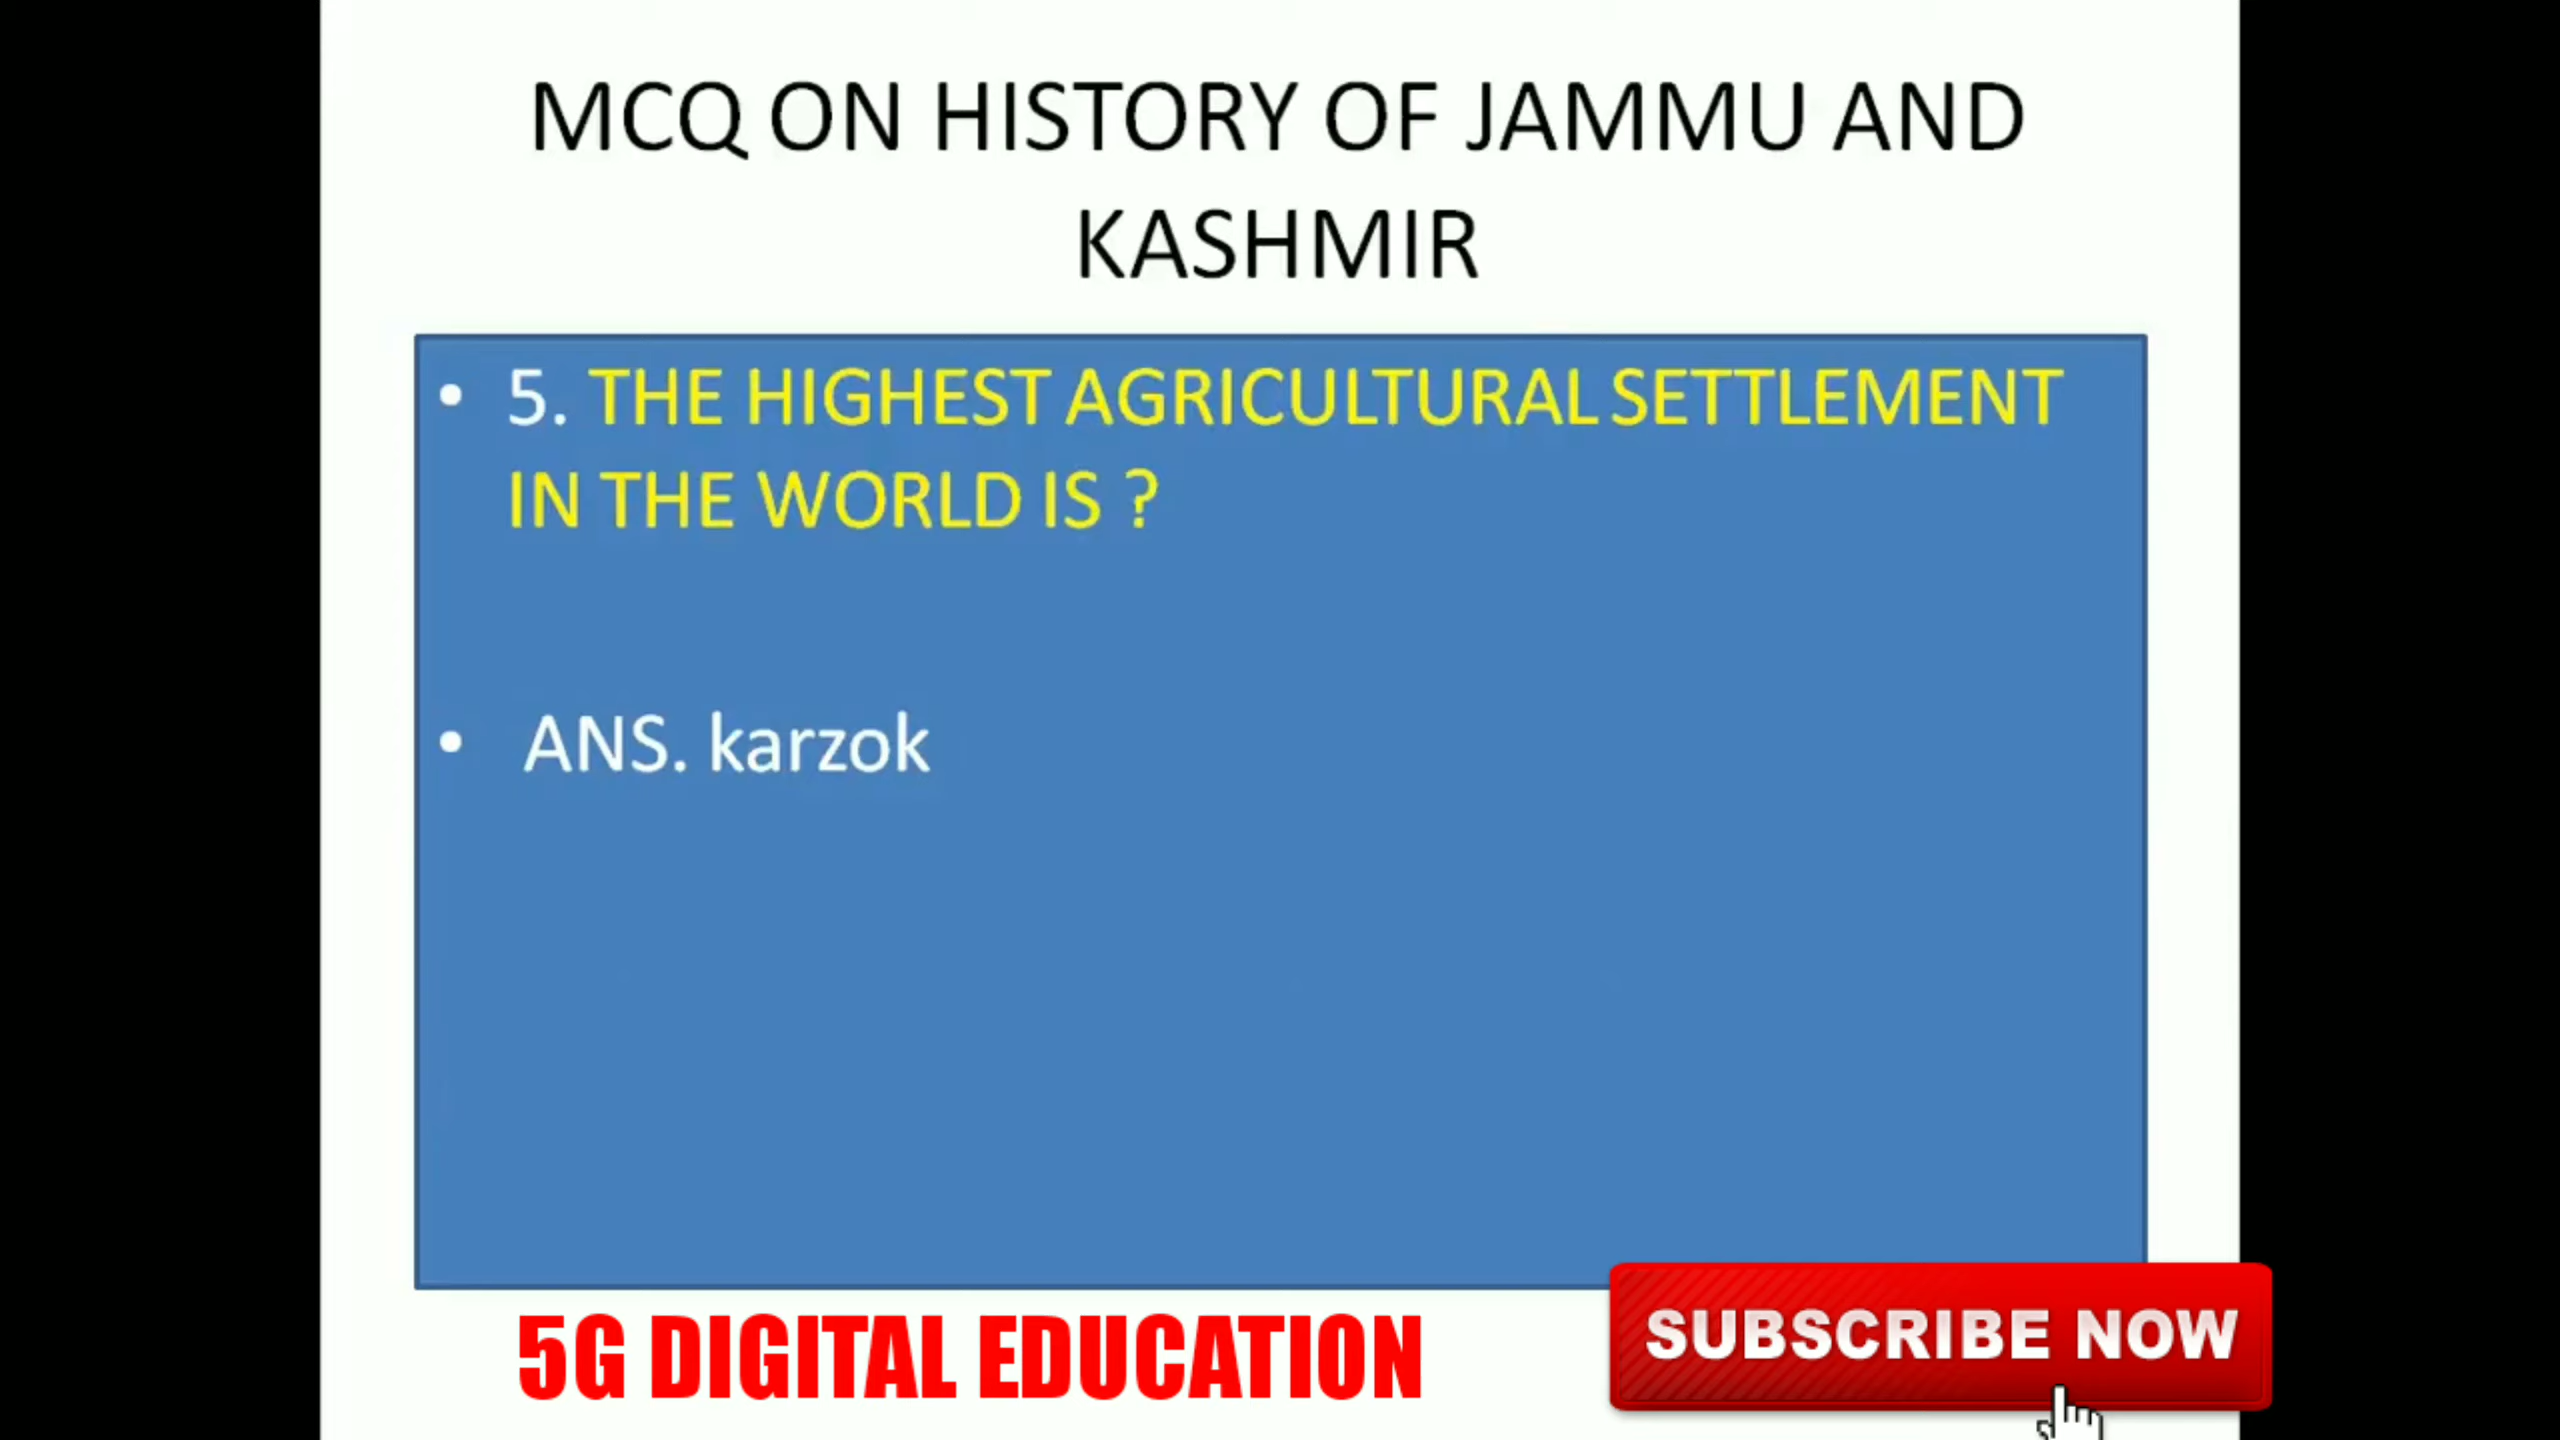 MCQ ON HISTORY OF JAMMU AND
KASHMIR
• 5. THE HIGHEST AGRICULTURAL SETTLEMENT
IN THE WORLD IS ?
• ANS. karzok
5G DIGITAL EDUCATION
SUBSCRIBE NOW